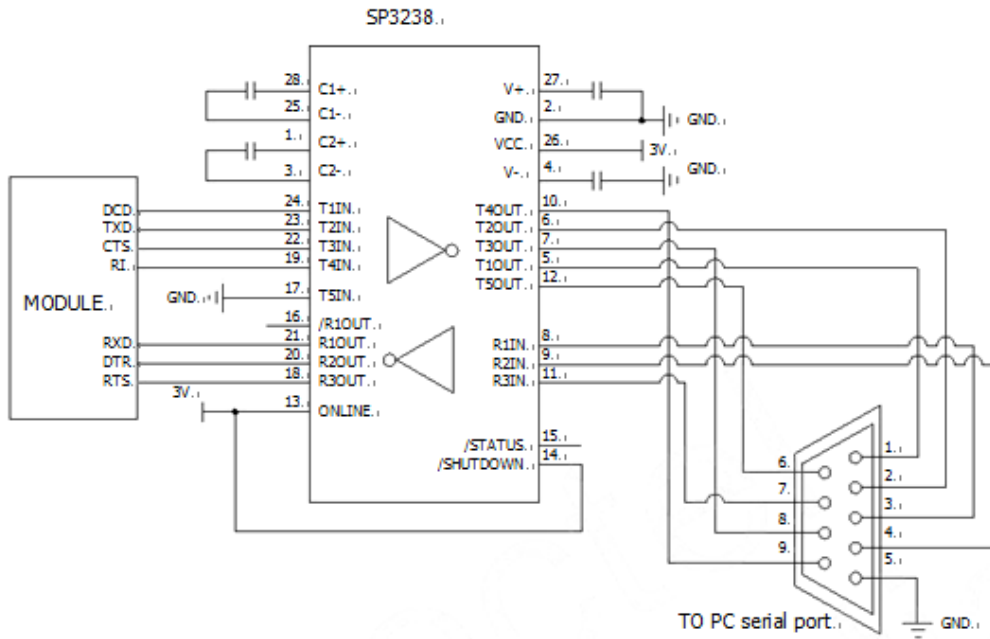 SP3238.
28.
C1+.
25.
C1-.
1.
C2+.
3.
C2-.
V+.
27.
GND.
2.
GND.
VCC.
26.
3V.
V-.
4.
GND.
MODULE.
DCD.
24.
T1IN.
TXD.
23.
T2IN.
CTS.
22.
T3IN.
RI.
19.
T4IN.
GND.
17.
T5IN.
16.
/R1OUT.
RXD.
21.
R1OUT.
DTR.
20.
R2OUT.
RTS.
18.
R3OUT.
3V.
13.
ONLINE.
T4OUT.
10.
T2OUT.
6.
T3OUT.
7.
T1OUT.
5.
T5OUT.
12.
R1IN.
8.
R2IN.
9.
R3IN.
11.
/STATUS.
15.
/SHUTDOWN.
14.
6.
7.
8.
9.
1.
2.
3.
4.
5.
TO PC serial port.
GND.